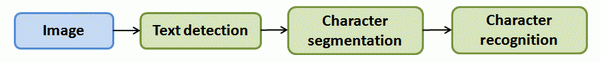 Image
Text detection
Character
segmentation
Character
recognition